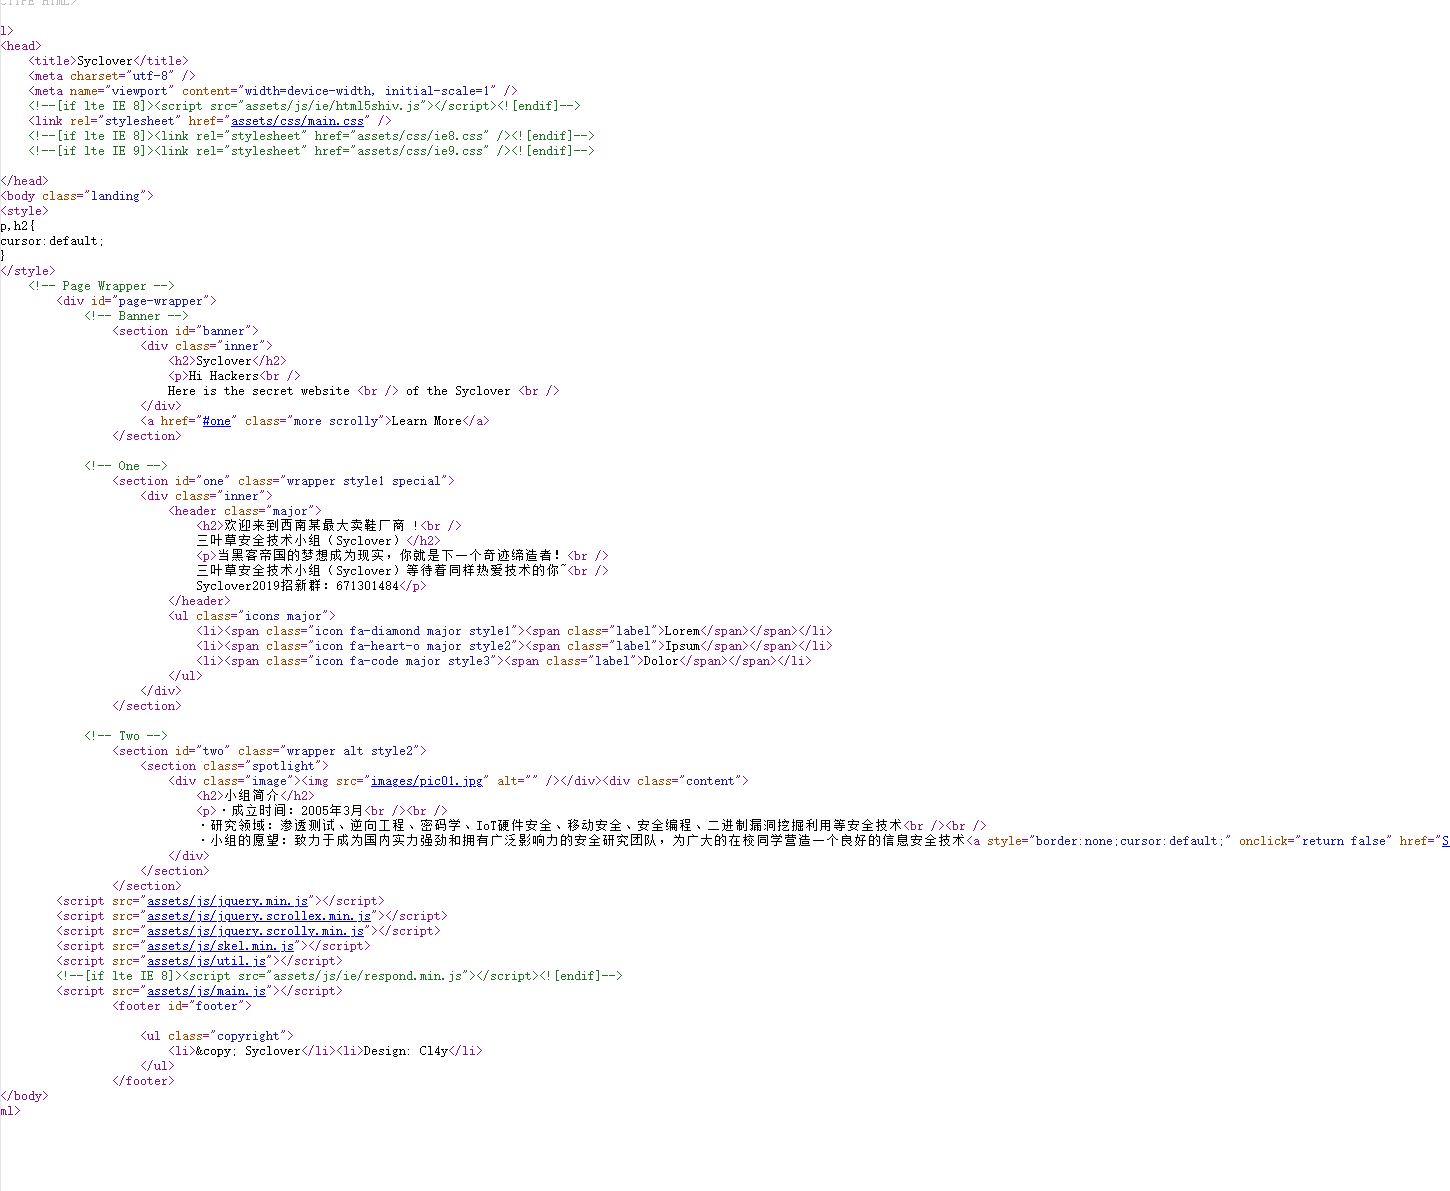 CTYPE HTML>
l>
<head>
<title>Syclover</title>
<meta charset="utf-8" />
<meta name="viewport" content="width=device-width, initial-scale=1" />
<!--[if lte IE 8]><script src="assets/js/ie/html5shiv.js"></script><![endif]-->
<link rel="stylesheet" href="assets/css/main.css" />
<!--[if lte IE 8]><link rel="stylesheet" href="assets/css/ie8.css" /><![endif]-->
<!--[if lte IE 9]><link rel="stylesheet" href="assets/css/ie9.css" /><![endif]-->
</head>
<body class="landing">
<style>
p,h2{
cursor:default;
}
</style>
<!-- Page Wrapper -->
<div id="page-wrapper">
<!-- Banner -->
<section id="banner">
<div class="inner">
<h2>Syclover</h2>
<p>Hi Hackers<br />
Here is the secret website <br /> of the Syclover <br />
</div>
<a href="#one" class="more scrolly">Learn More</a>
</section>
<!-- One -->
<section id="one" class="wrapper style1 special">
<div class="inner">
<header class="major">
<h2>欢迎来到西南某最大卖鞋厂商 !<br />
三叶草安全技术小组（Syclover）</h2>
<p>当黑客帝国的梦想成为现实，你就是下一个奇迹缔造者！<br />
三叶草安全技术小组（Syclover）等待着同样热爱技术的你~<br />
Syclover2019招新群：671301484</p>
</header>
<ul class="icons major">
<li><span class="icon fa-diamond major style1"><span class="label">Lorem</span></span></li>
<li><span class="icon fa-heart-o major style2"><span class="label">Ipsum</span></span></li>
<li><span class="icon fa-code major style3"><span class="label">Dolor</span></span></li>
</ul>
</div>
</section>
<!-- Two -->
<section id="two" class="wrapper alt style2">
<section class="spotlight">
<div class="image"><img src="images/pic01.jpg" alt="" /></div><div class="content">
<h2>小组简介</h2>
<p>·成立时间：2005年3月<br /><br />
·研究领域：渗透测试、逆向工程、密码学、IoT硬件安全、移动安全、安全编程、二进制漏洞挖掘利用等安全技术<br /><br />
·小组的愿望：致力于成为国内实力强劲和拥有广泛影响力的安全研究团队，为广大的在校同学营造一个良好的信息安全技术<a style="border:none;cursor:default;" onclick="return false" href="S
</div>
</section>
</section>
<script src="assets/js/jquery.min.js"></script>
<script src="assets/js/jquery.scrollex.min.js"></script>
<script src="assets/js/jquery.scrolly.min.js"></script>
<script src="assets/js/skel.min.js"></script>
<script src="assets/js/util.js"></script>
<!--[if lte IE 8]><script src="assets/js/ie/respond.min.js"></script><![endif]-->
<script src="assets/js/main.js"></script>
<footer id="footer">
<ul class="copyright">
<li>&copy; Syclover</li><li>Design: Cl4y</li>
</ul>
</footer>
</body>
ml>